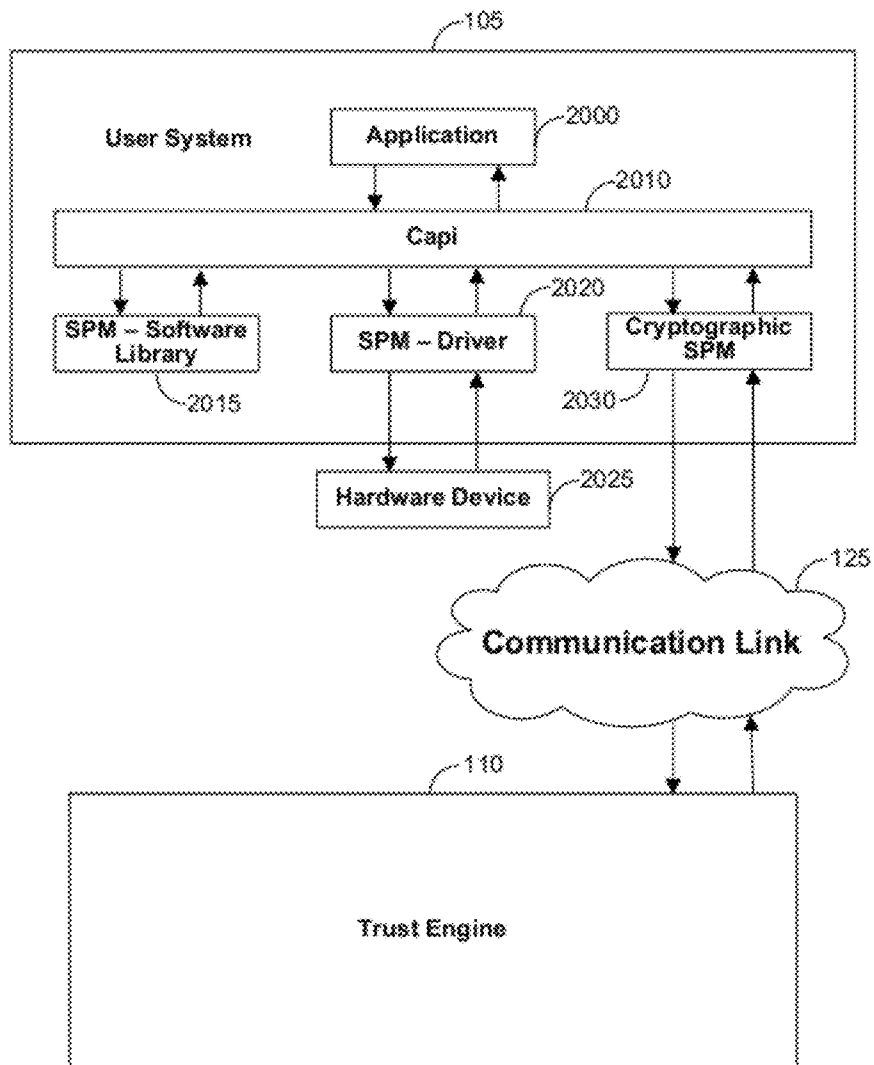 105
2000
Application
User System
2010
Capi
2020
SPM – Software
Library
SPM – Driver
Cryptographic
SPM
2015
2030
2025
Hardware Device
125
Communication Link
110
Trust Engine